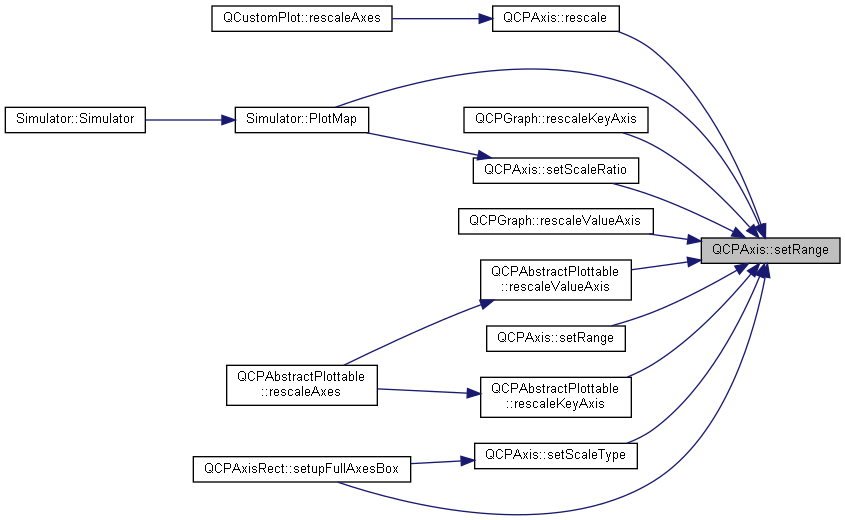 QCustomPlot::rescaleAxes
QCPAxis::rescale
Simulator::Simulator
Simulator::PlotMap
QCPGraph::rescaleKeyAxis
QCPAxis::setScaleRatio
QCPGraph::rescaleValueAxis
QCPAxis::setRange
QCPAbstractPlottable
::rescaleValueAxis
QCPAxis::setRange
QCPAbstractPlottable
::rescaleAxes
QCPAbstractPlottable
::rescaleKeyAxis
QCPAxis::setScaleType
QCPAxisRect::setupFullAxesBox